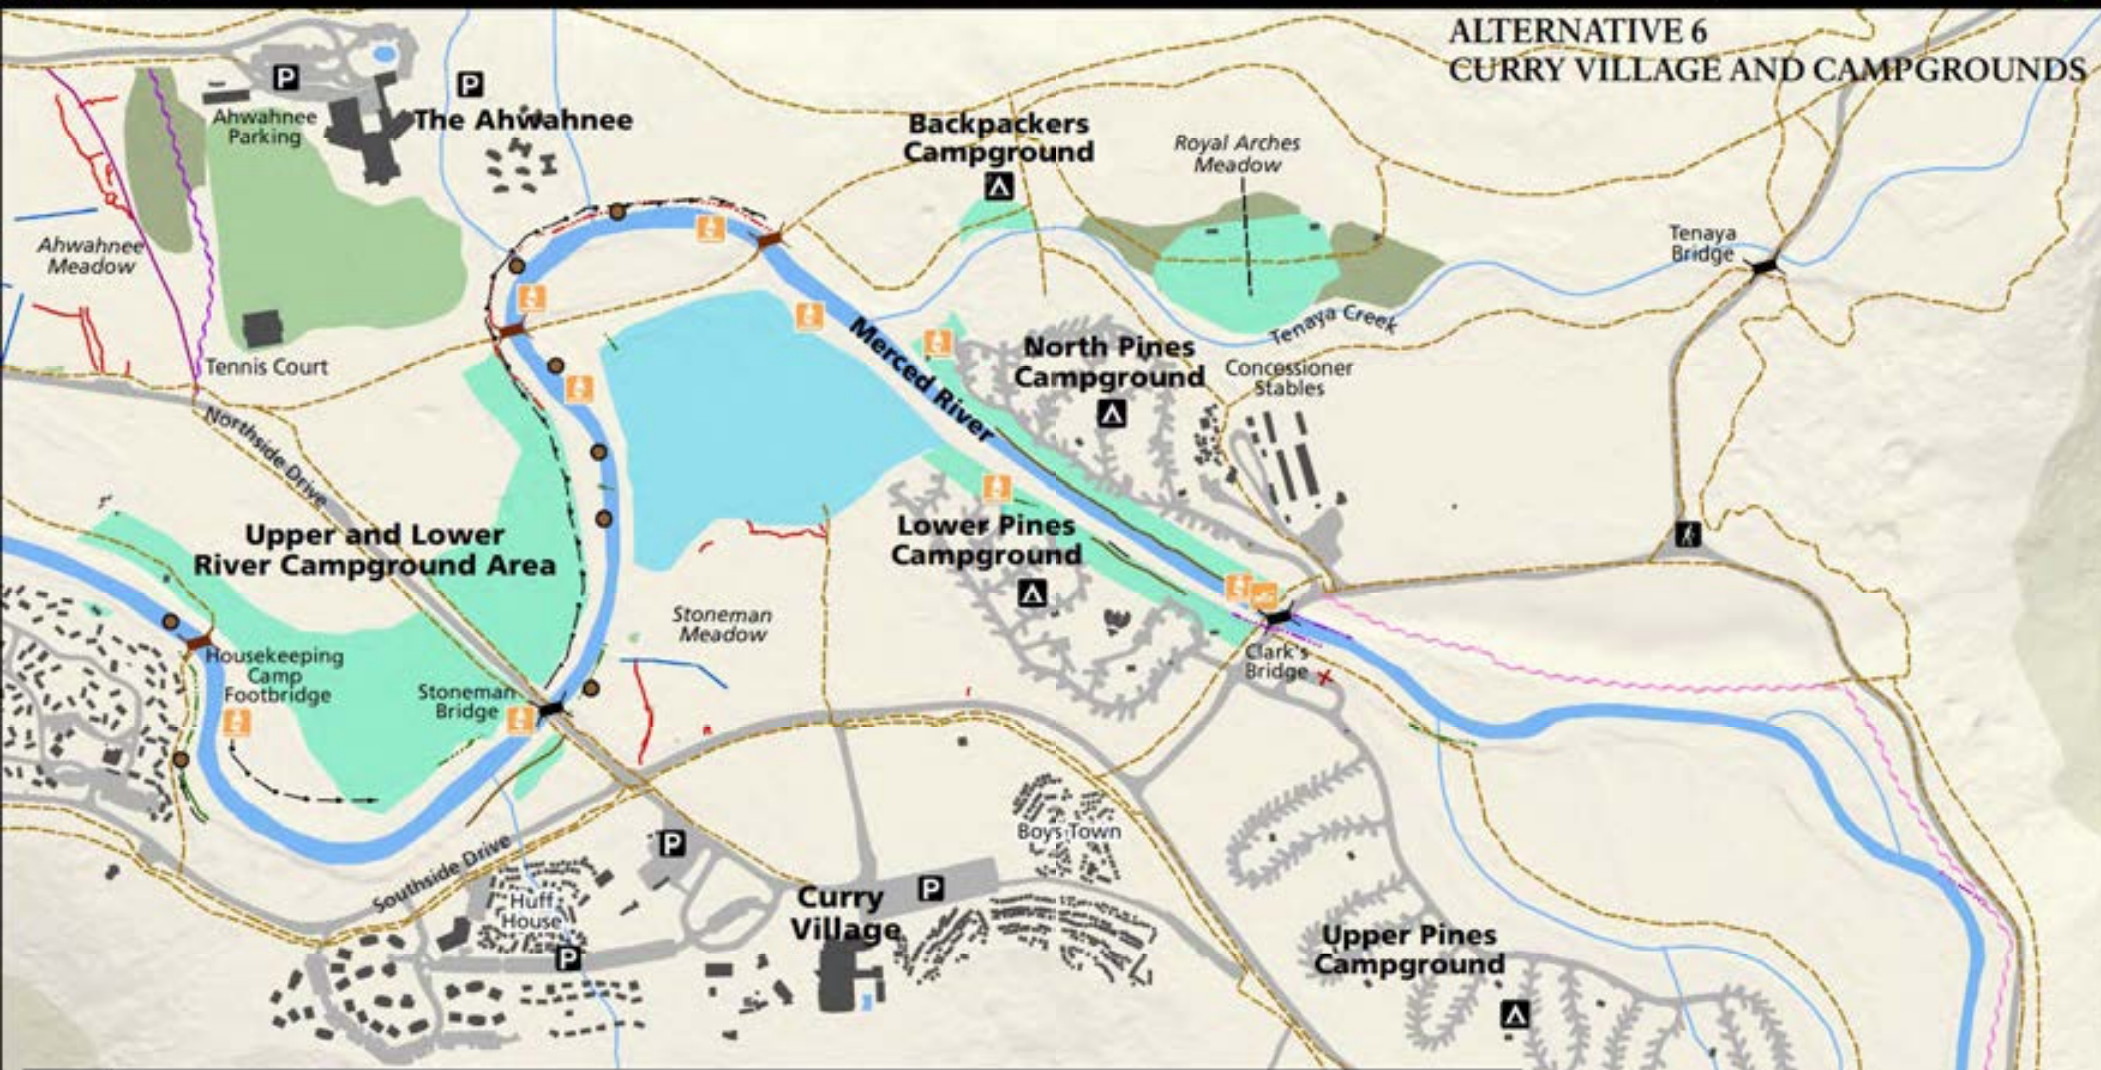 ALTERNATIVE 6
CURRY VILLAGE AND CAMPGROUNDS
P
P
Ahwahnee
Parking
The Ahwahnee
Backpackers
Campground
Royal Arches
Meadow
Ahwahnee
Meadow
Tenaya
Bridge
Tennis Court
Merced River
Tenaya Creek
North Pines
Campground
Concessioner
Stables
Northside Drive
Upper and Lower
River Campground Area
Lower Pines
Campground
Stoneman
Meadow
Housekeeping
Camp
Footbridge
Stoneman
Bridge
Clark's
Bridge
Southside Drive
P
Boys Town
Huff
House
P
Curry
Village
P
Upper Pines
Campground